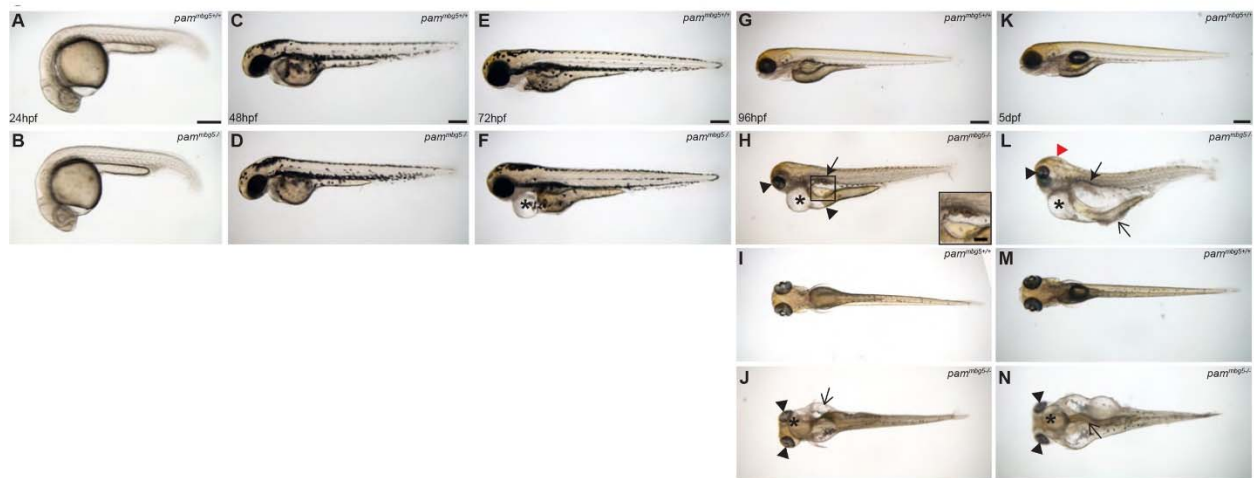 A
pam^mbg5+/+
24hpf
C
pam^mbg5+/+
48hpf
E
pam^mbg5+/+
72hpf
G
pam^mbg5+/+
96hpf
K
pam^mbg5+/+
5dpf
B
pam^mbg5-/
D
pam^mbg5-/
F
pam^mbg5-/
*
H
pam^mbg5-/-
*
L
pam^mbg5-/-
*
I
pam^mbg5+/+
M
pam^mbg5+/+
J
pam^mbg5-/-
*
N
pam^mbg5-/-
*